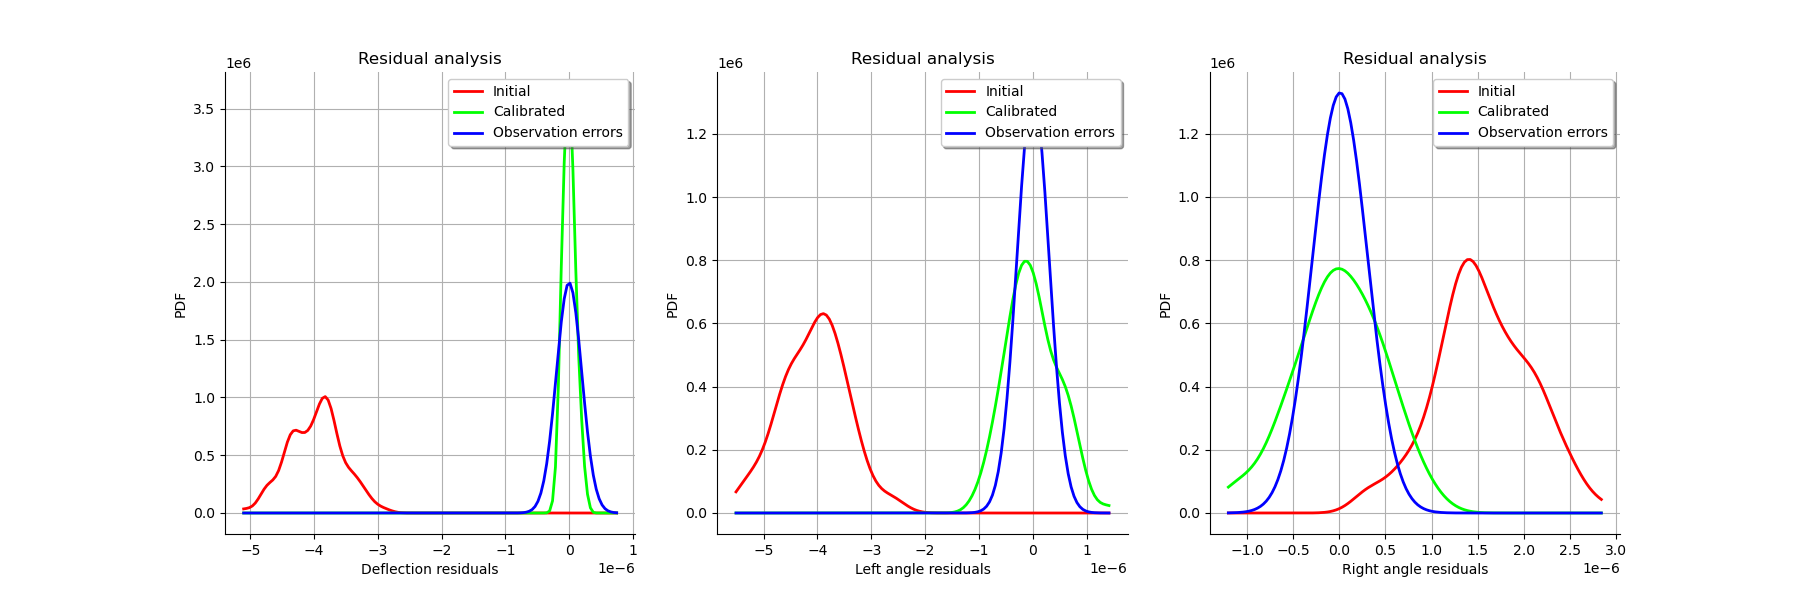 Residual analysis
1e6
Initial
Calibrated
Observation errors
3.5
3.0
2.5
2.0
1.5
1.0
0.5
0.0
PDF
−5 −4 −3 −2 −1 0 1
Deflection residuals
1e−6
Residual analysis
1e6
Initial
Calibrated
Observation errors
1.2
1.0
0.8
0.6
0.4
0.2
0.0
PDF
−5 −4 −3 −2 −1 0 1
Left angle residuals
1e−6
Residual analysis
1e6
Initial
Calibrated
Observation errors
1.2
1.0
0.8
0.6
0.4
0.2
0.0
PDF
−1.0 −0.5 0.0 0.5 1.0 1.5 2.0 2.5 3.0
Right angle residuals
1e−6